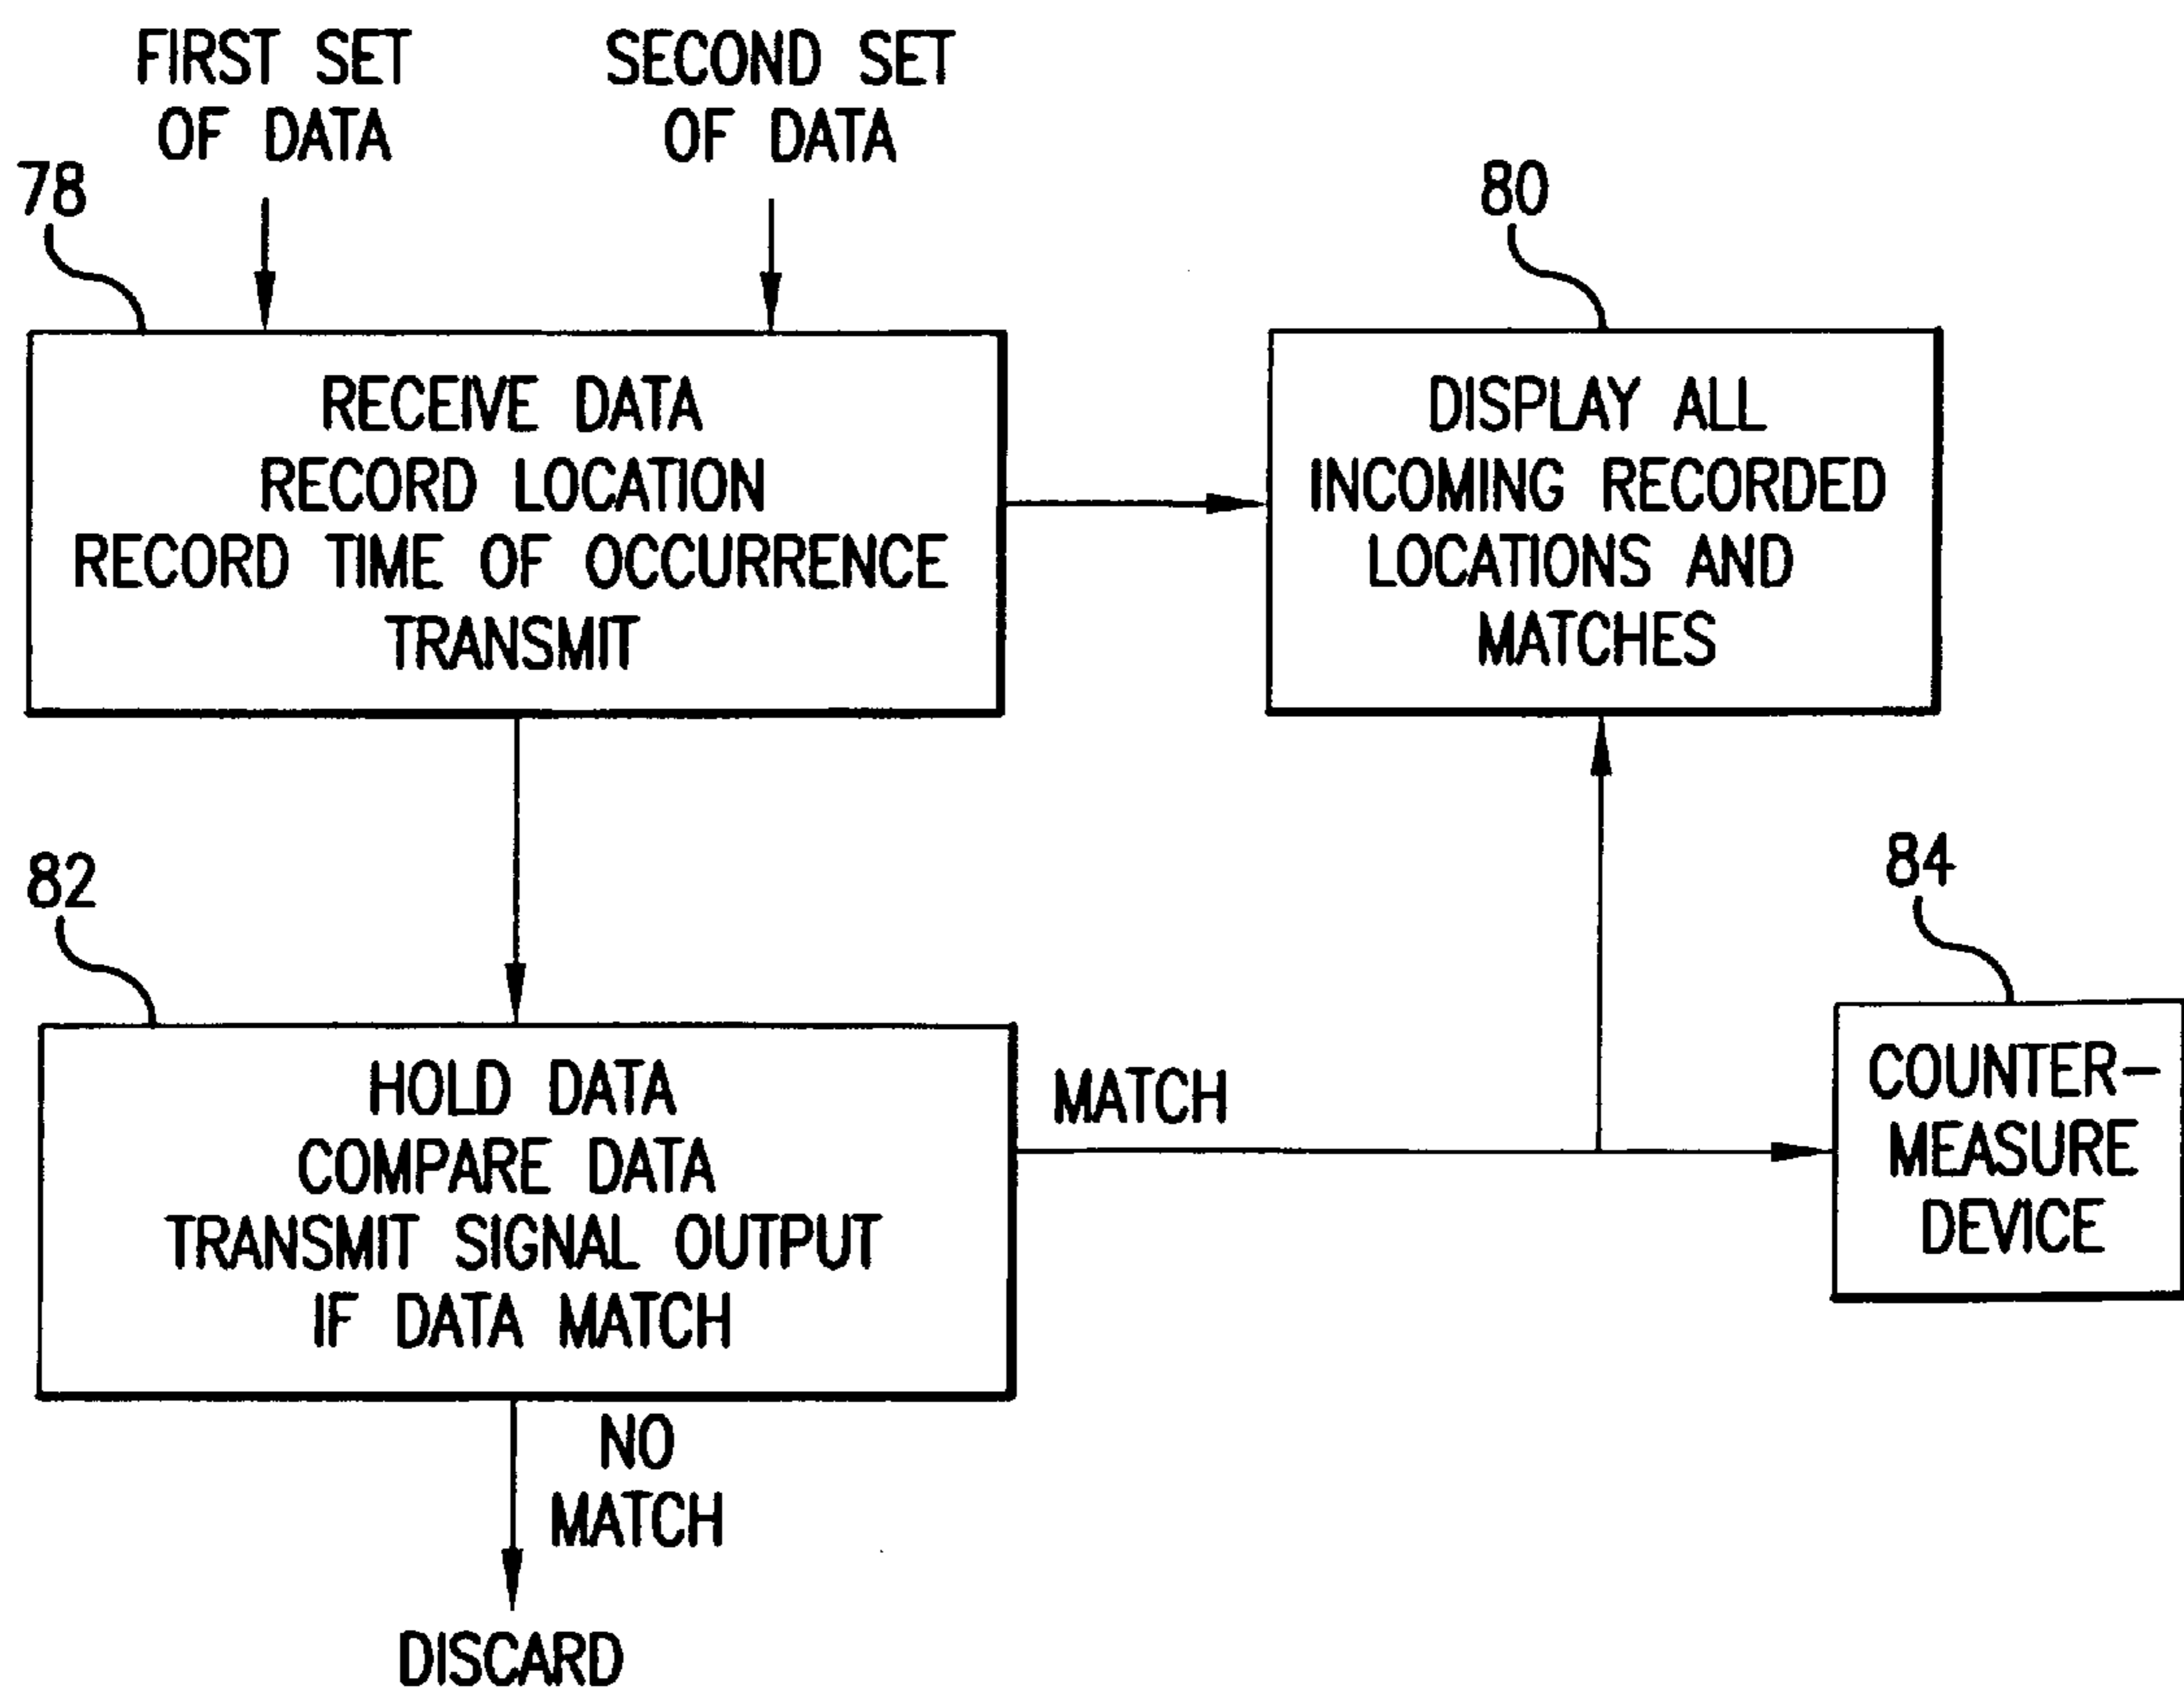 FIRST SET
OF DATA
SECOND SET
OF DATA
78
80
RECEIVE DATA
RECORD LOCATION
RECORD TIME OF OCCURRENCE
TRANSMIT
DISPLAY ALL
INCOMING RECORDED
LOCATIONS AND
MATCHES
82
84
HOLD DATA
COMPARE DATA
TRANSMIT SIGNAL OUTPUT
IF DATA MATCH
MATCH
COUNTER-
MEASURE
DEVICE
NO
MATCH
DISCARD